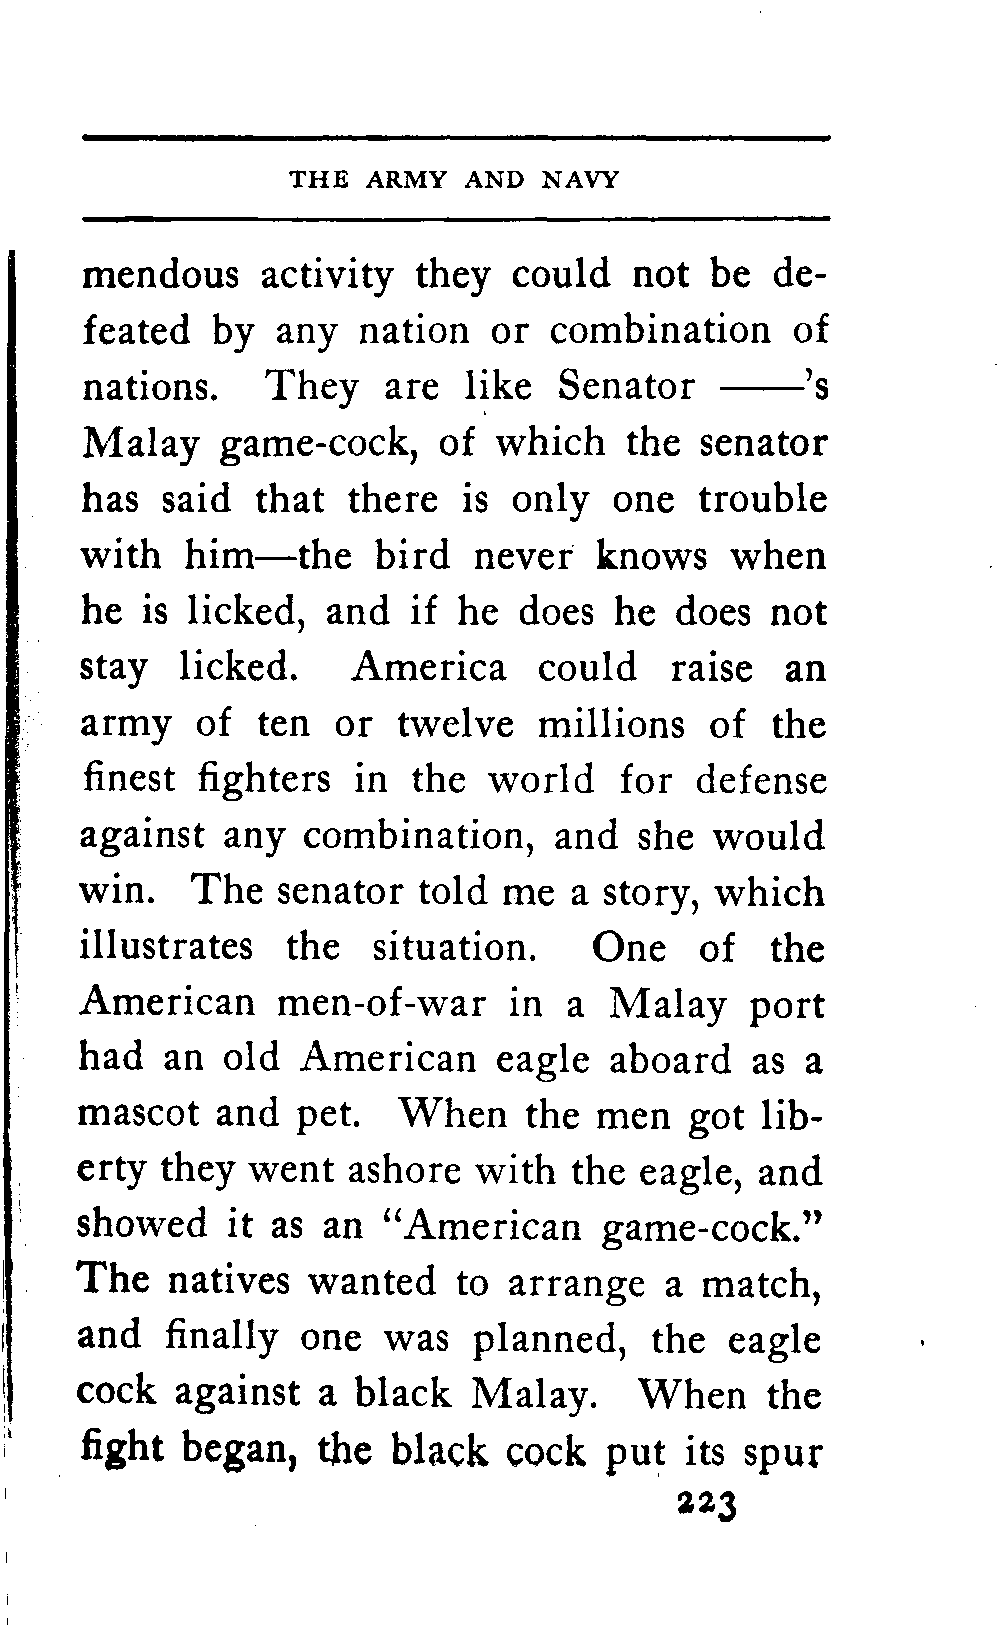 THE ARMY AND NAVY
mendous activity they could not be de-
feated by any nation or combination of
nations. They are like Senator ——'s
Malay game-cock, of which the senator
has said that there is only one trouble
with him—the bird never knows when
he is licked, and if he does he does not
stay licked. America could raise an
army of ten or twelve millions of the
finest fighters in the world for defense
against any combination, and she would
win. The senator told me a story, which
illustrates the situation. One of the
American men-of-war in a Malay port
had an old American eagle aboard as a
mascot and pet. When the men got lib-
erty they went ashore with the eagle, and
showed it as an “American game-cock.”
The natives wanted to arrange a match,
and finally one was planned, the eagle
cock against a black Malay. When the
fight began, the black cock put its spur
223